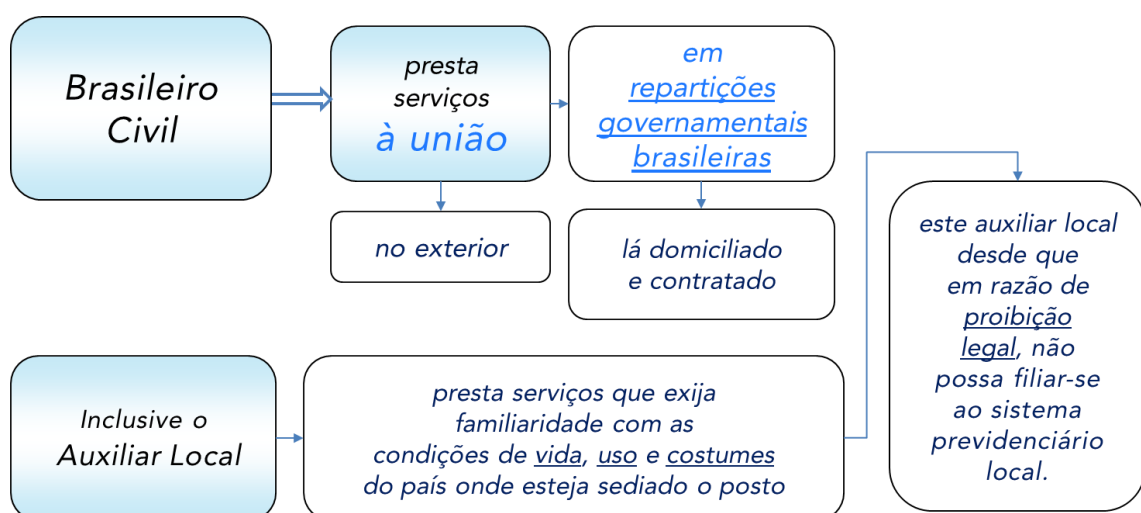 Brasileiro
Civil
presta
serviços
à união
em
repartições
governamentais
brasileiras
no exterior
lá domiciliado
e contratado
Inclusive o
Auxiliar Local
presta serviços que exija
familiaridade com as
condições de vida, uso e costumes
do país onde esteja sediado o posto
este auxiliar local
desde que
em razão de
proibição
legal, não
possa filiar-se
ao sistema
previdenciário
local.